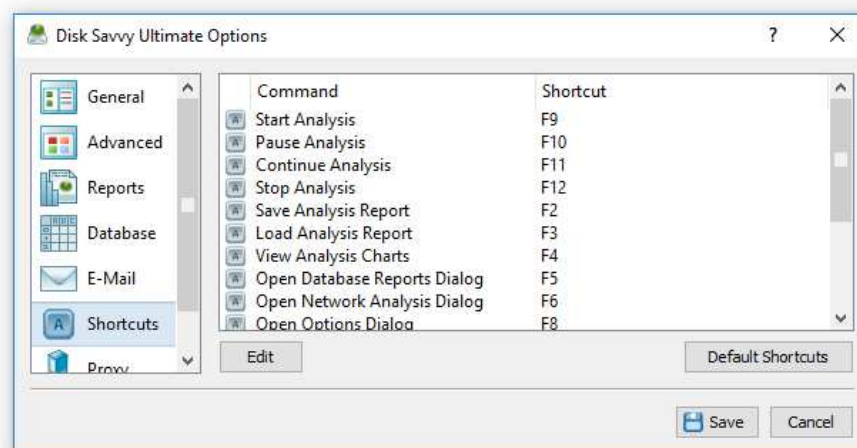 Disk Savvy Ultimate Options
General
Advanced
Reports
Database
E-Mail
Shortcuts
Proxy
Command Shortcut
Start Analysis F9
Pause Analysis F10
Continue Analysis F11
Stop Analysis F12
Save Analysis Report F2
Load Analysis Report F3
View Analysis Charts F4
Open Database Reports Dialog F5
Open Network Analysis Dialog F6
Open Options Dialog F8
Edit Default Shortcuts
Save Cancel